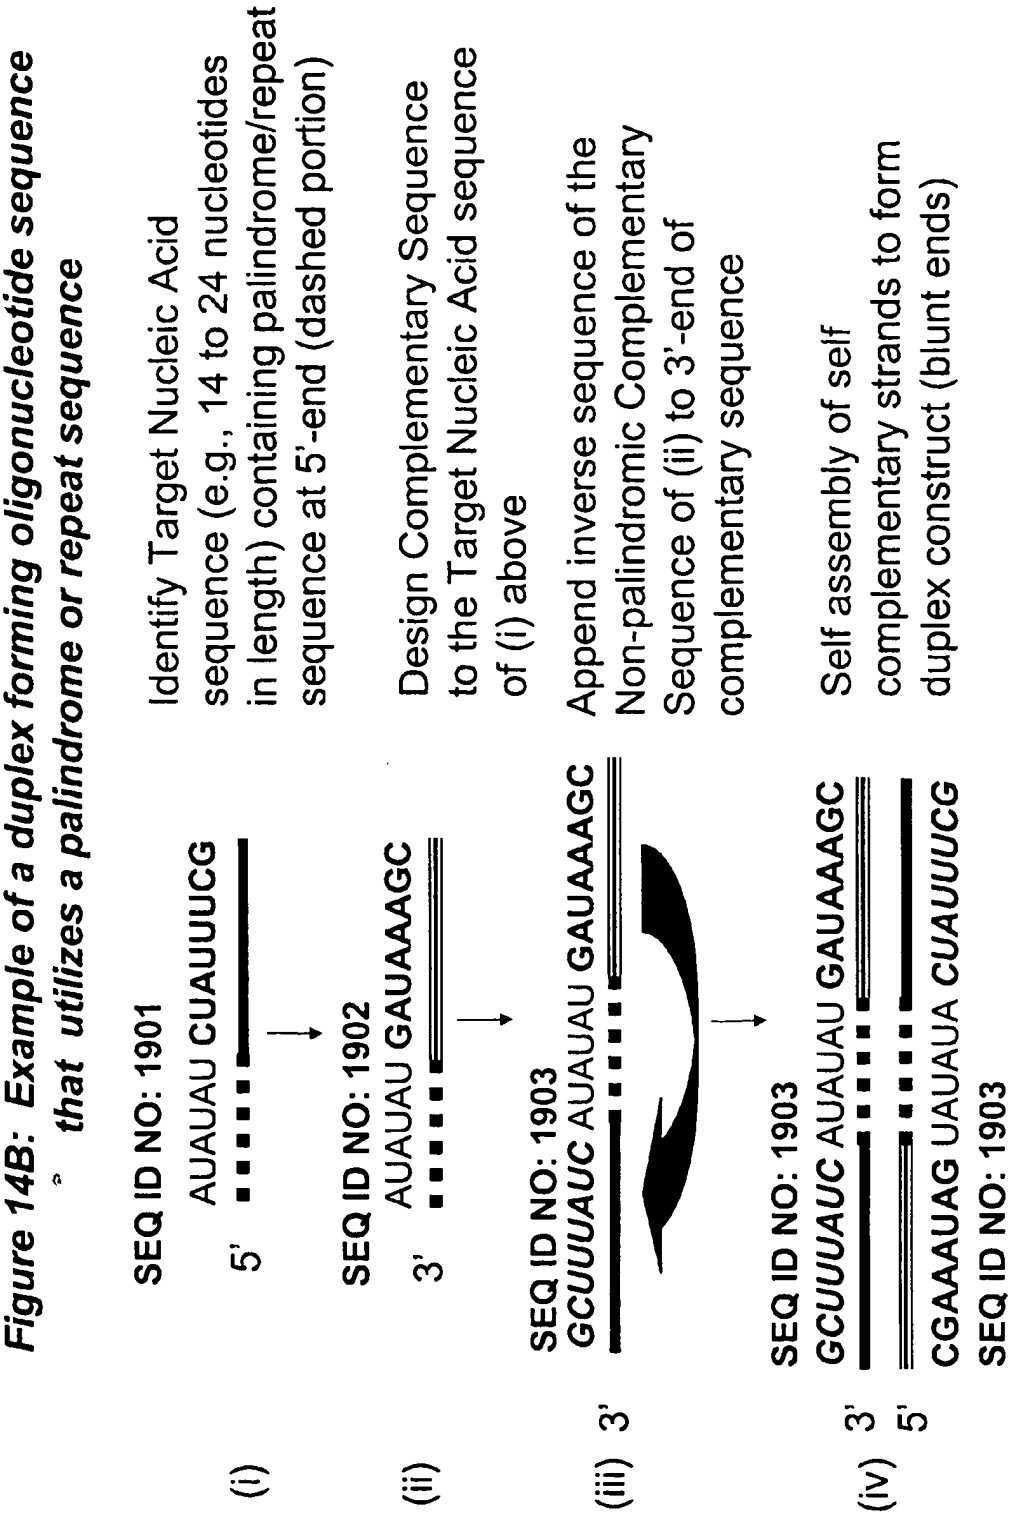 Figure 14B: Example of a duplex forming oligonucleotide sequence
that utilizes a palindrome or repeat sequence
SEQ ID NO: 1901
AUAUAU CUAUUUCG
(i)
5’
Identify Target Nucleic Acid
sequence (e.g., 14 to 24 nucleotides
in length) containing palindrome/repeat
sequence at 5’-end (dashed portion)
SEQ ID NO: 1902
AUAUAU GAUAAAGC
(ii)
3’
Design Complementary Sequence
to the Target Nucleic Acid sequence
of (i) above
SEQ ID NO: 1903
GCUUUAUC AUAUAU GAUAAAGC
(iii)
3’
Append inverse sequence of the
Non-palindromic Complementary
Sequence of (ii) to 3’-end of
complementary sequence
SEQ ID NO: 1903
GCUUUAUC AUAUAU GAUAAAGC
(iv)
3’
5’
CGAAAUAG UAUAUA CUAUUUCG
SEQ ID NO: 1903
Self assembly of self
complementary strands to form
duplex construct (blunt ends)